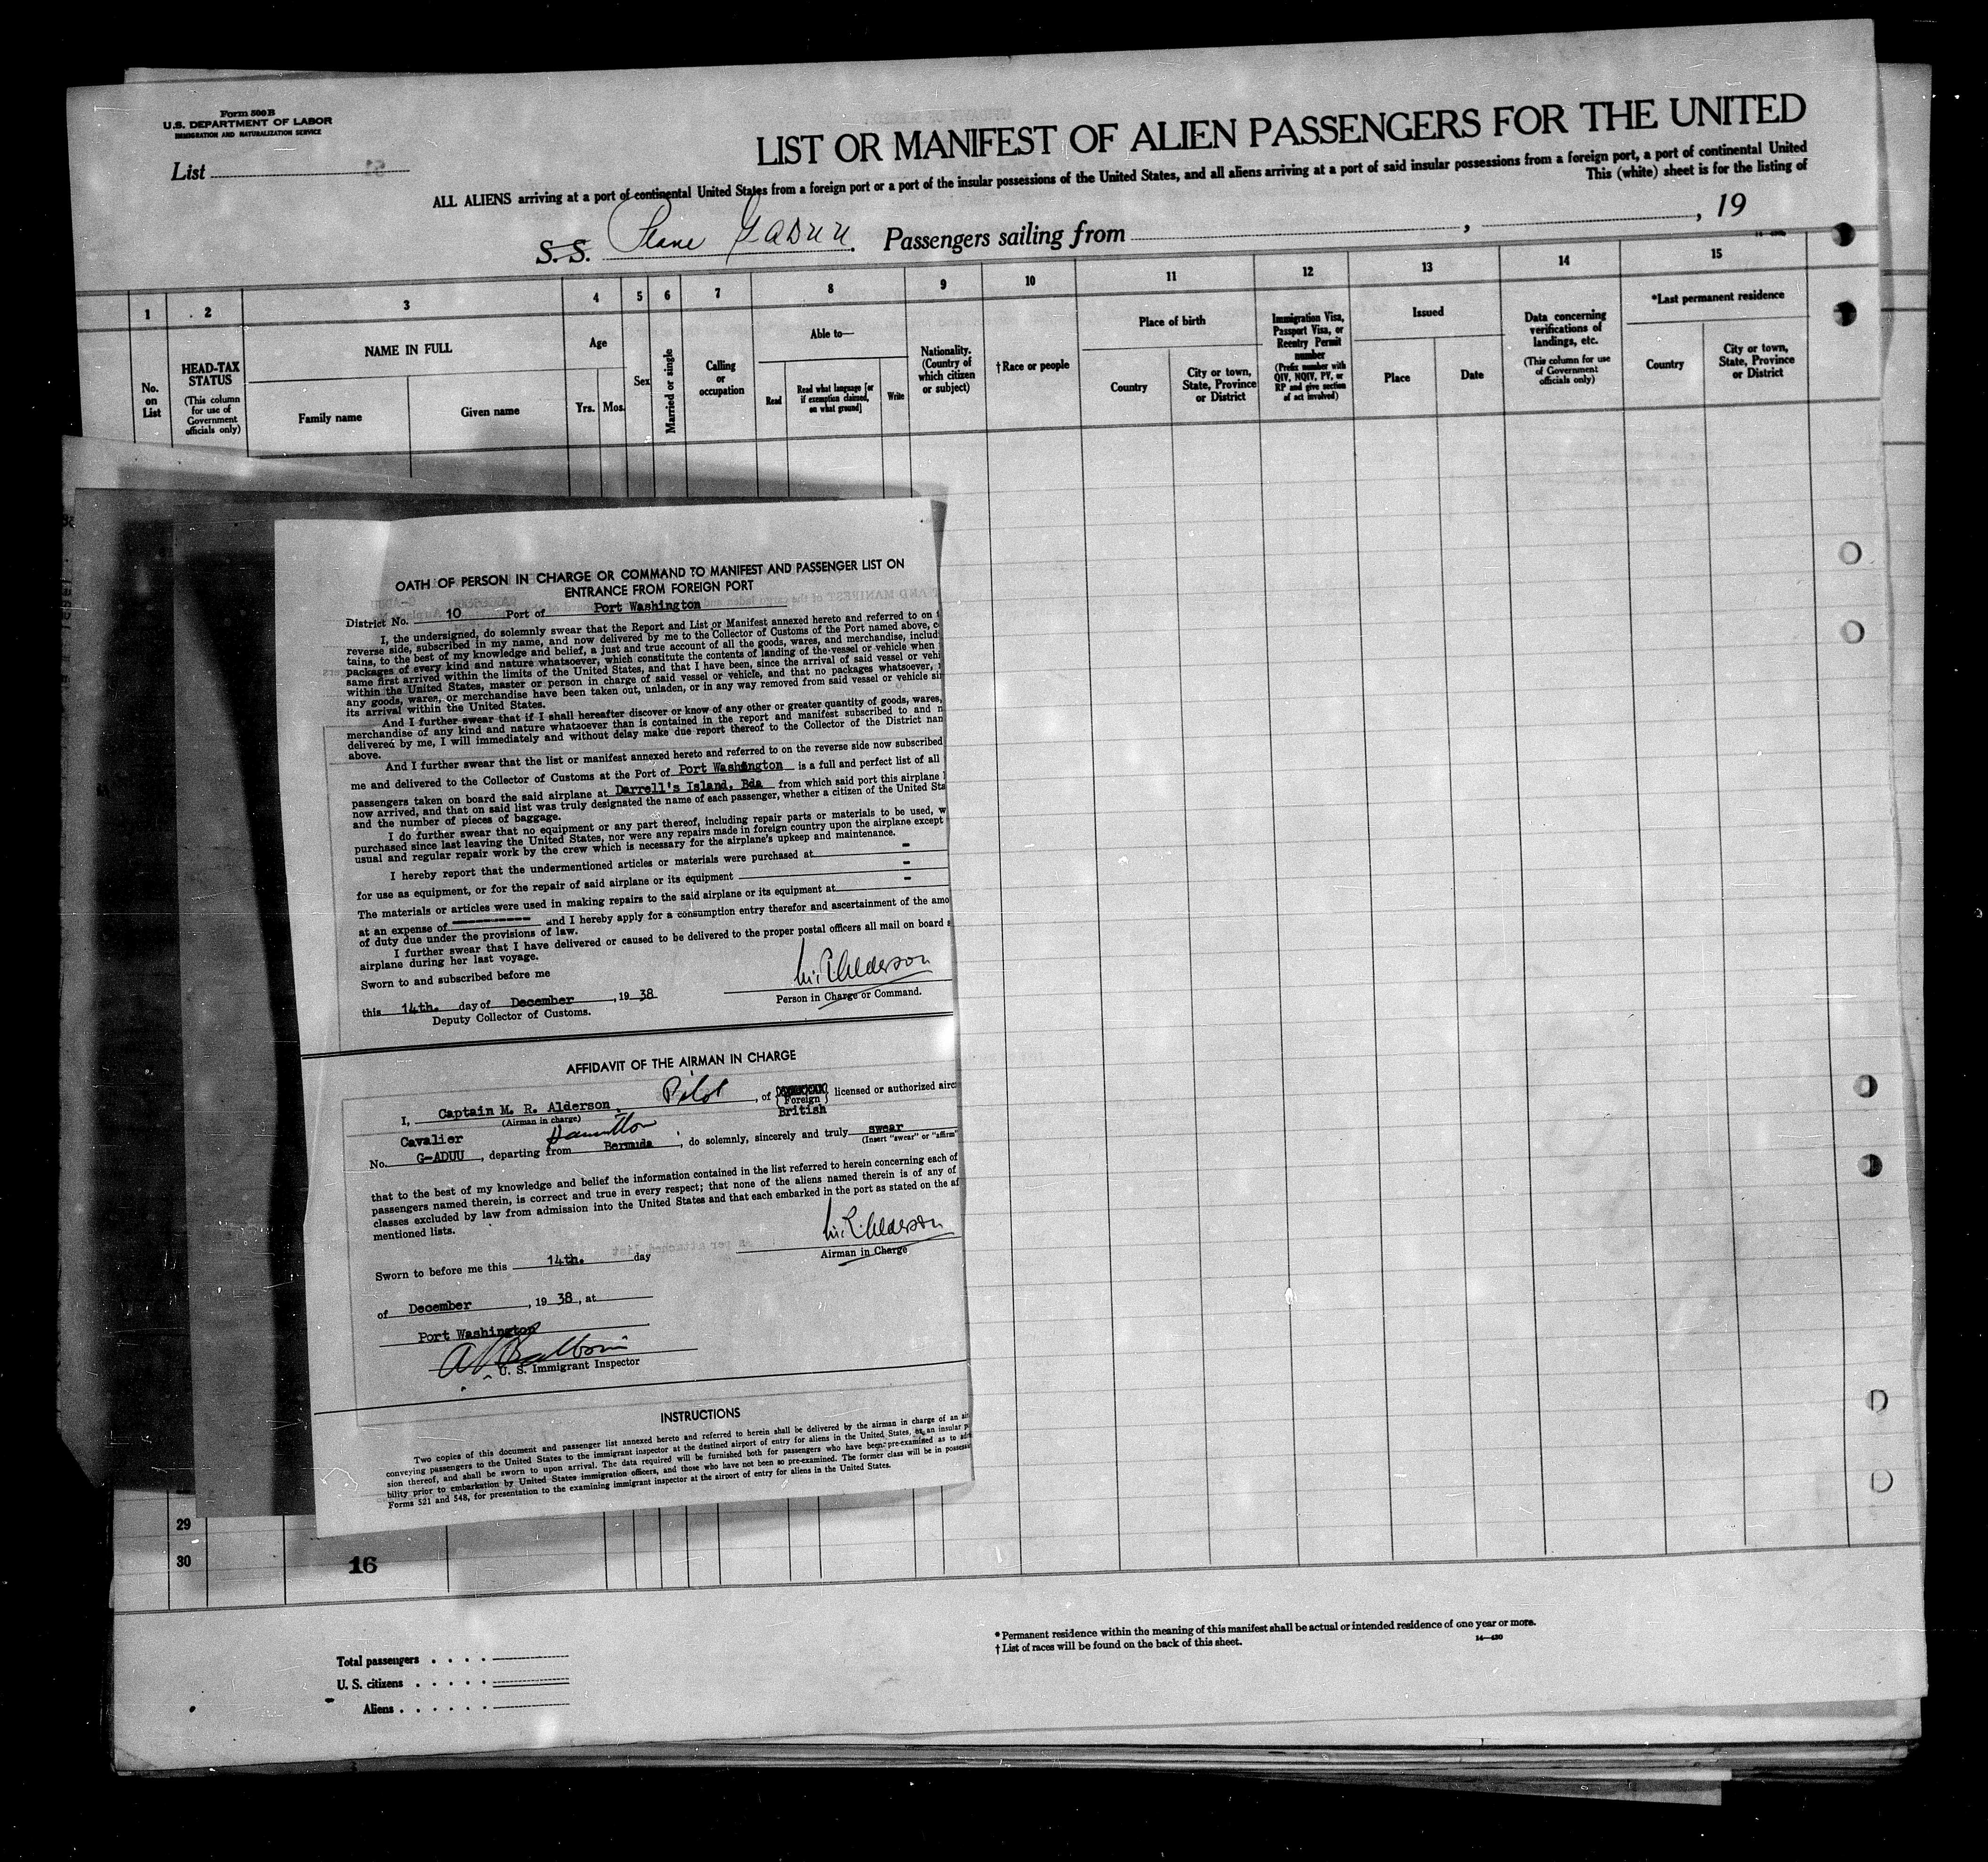 Form 500 B
U.S. DEPARTMENT OF LABOR
IMMIGRATION AND NATURALIZATION SERVICE
List
LIST OR MANIFEST OF ALIEN PASSENGERS FOR THE UNITED
ALL ALIENS arriving at a port of continental United States from a foreign port or a port of the insular possessions of the United States, and all aliens arriving at a port of said insular possessions from a foreign port, a port of continental United
This (white) sheet is for the listing of
S. S. Plane GADUU Passengers sailing from , , 19
1 2 3 4 5 6 7 8 9 10 11 12 13 14 15
No. on List
HEAD-TAX STATUS
(This column for use of Government officials only)
NAME IN FULL
Family name
Given name
Age
Yrs. Mos.
Sex
Married or single
Calling or occupation
Able to—
Read
Read what language [or if exemption claimed, on what ground]
Write
Nationality. (Country of which citizen or subject)
† Race or people
Place of birth
Country
City or town, State, Province or District
Immigration Visa, Passport Visa, or Reentry Permit number
(Prefix number with QIV, NQIV, PV, or RP and give section of act involved)
Issued
Place
Date
Data concerning verifications of landings, etc.
(This column for use of Government officials only)
*Last permanent residence
Country
City or town, State, Province or District
OATH OF PERSON IN CHARGE OR COMMAND TO MANIFEST AND PASSENGER LIST ON
ENTRANCE FROM FOREIGN PORT
District No. 10 Port of Port Washington
I, the undersigned, do solemnly swear that the Report and List or Manifest annexed hereto and referred to on
reverse side, subscribed in my name, and now delivered by me to the Collector of Customs of the Port named above,
tains, to the best of my knowledge and belief, a just and true account of all the goods, wares, and merchandise, includ
packages of every kind and nature whatsoever, which constitute the contents of landing of the vessel or vehicle when
same first arrived within the limits of the United States, and that I have been, since the arrival of said vessel or vehi
within the United States, master or person in charge of said vessel or vehicle, and that no packages whatsoever,
any goods, wares, or merchandise have been taken out, unladen, or in any way removed from said vessel or vehicle si
its arrival within the United States.
And I further swear that if I shall hereafter discover or know of any other or greater quantity of goods, wares,
merchandise of any kind and nature whatsoever than is contained in the report and manifest subscribed to and n
delivered by me, I will immediately and without delay make due report thereof to the Collector of the District nan
above.
And I further swear that the list or manifest annexed hereto and referred to on the reverse side now subscribed
me and delivered to the Collector of Customs at the Port of Port Washington is a full and perfect list of all
passengers taken on board the said airplane at Darrell's Island, Bda from which said port this airplane
now arrived, and that on said list was truly designated the name of each passenger, whether a citizen of the United Sta
and the number of pieces of baggage.
I do further swear that no equipment or any part thereof, including repair parts or materials to be used, w
purchased since last leaving the United States, nor were any repairs made in foreign country upon the airplane except
usual and regular repair work by the crew which is necessary for the airplane's upkeep and maintenance.
I hereby report that the undermentioned articles or materials were purchased at -
for use as equipment, or for the repair of said airplane or its equipment -
The materials or articles were used in making repairs to the said airplane or its equipment at -
at an expense of ---------- and I hereby apply for a consumption entry therefor and ascertainment of the amo
of duty due under the provisions of law.
I further swear that I have delivered or caused to be delivered to the proper postal officers all mail on board
airplane during her last voyage.
Sworn to and subscribed before me
M. R. Alderson
this 14th. day of December , 19 38
Person in Charge or Command.
Deputy Collector of Customs.
AFFIDAVIT OF THE AIRMAN IN CHARGE
I, Captain M. R. Alderson, Pilot , of {Foreign} licensed or authorized airc
(Airman in charge)
British
Cavalier Hamilton
No. G-ADUU , departing from Bermuda , do solemnly, sincerely and truly swear
(Insert "swear" or "affirm"
that to the best of my knowledge and belief the information contained in the list referred to herein concerning each of
passengers named therein, is correct and true in every respect; that none of the aliens named therein is of any of
classes excluded by law from admission into the United States and that each embarked in the port as stated on the af
mentioned lists.
M. R. Alderson
Airman in Charge
Sworn to before me this 14th. day
of December , 19 38, at
Port Washington
U. S. Immigrant Inspector
INSTRUCTIONS
Two copies of this document and passenger list annexed hereto and referred to herein shall be delivered by the airman in charge of an air
conveying passengers to the United States to the immigrant inspector at the destined airport of entry for aliens in the United States, or an insular p
sion thereof, and shall be sworn to upon arrival. The data required will be furnished both for passengers who have been pre-examined as to admi
bility prior to embarkation by United States immigration officers, and those who have not been so pre-examined. The former class will be in possessi
Forms 521 and 548, for presentation to the examining immigrant inspector at the airport of entry for aliens in the United States.
29
30
16
* Permanent residence within the meaning of this manifest shall be actual or intended residence of one year or more.
† List of races will be found on the back of this sheet.
14—430
Total passengers . . . .
U. S. citizens . . . . .
Aliens . . . . . .